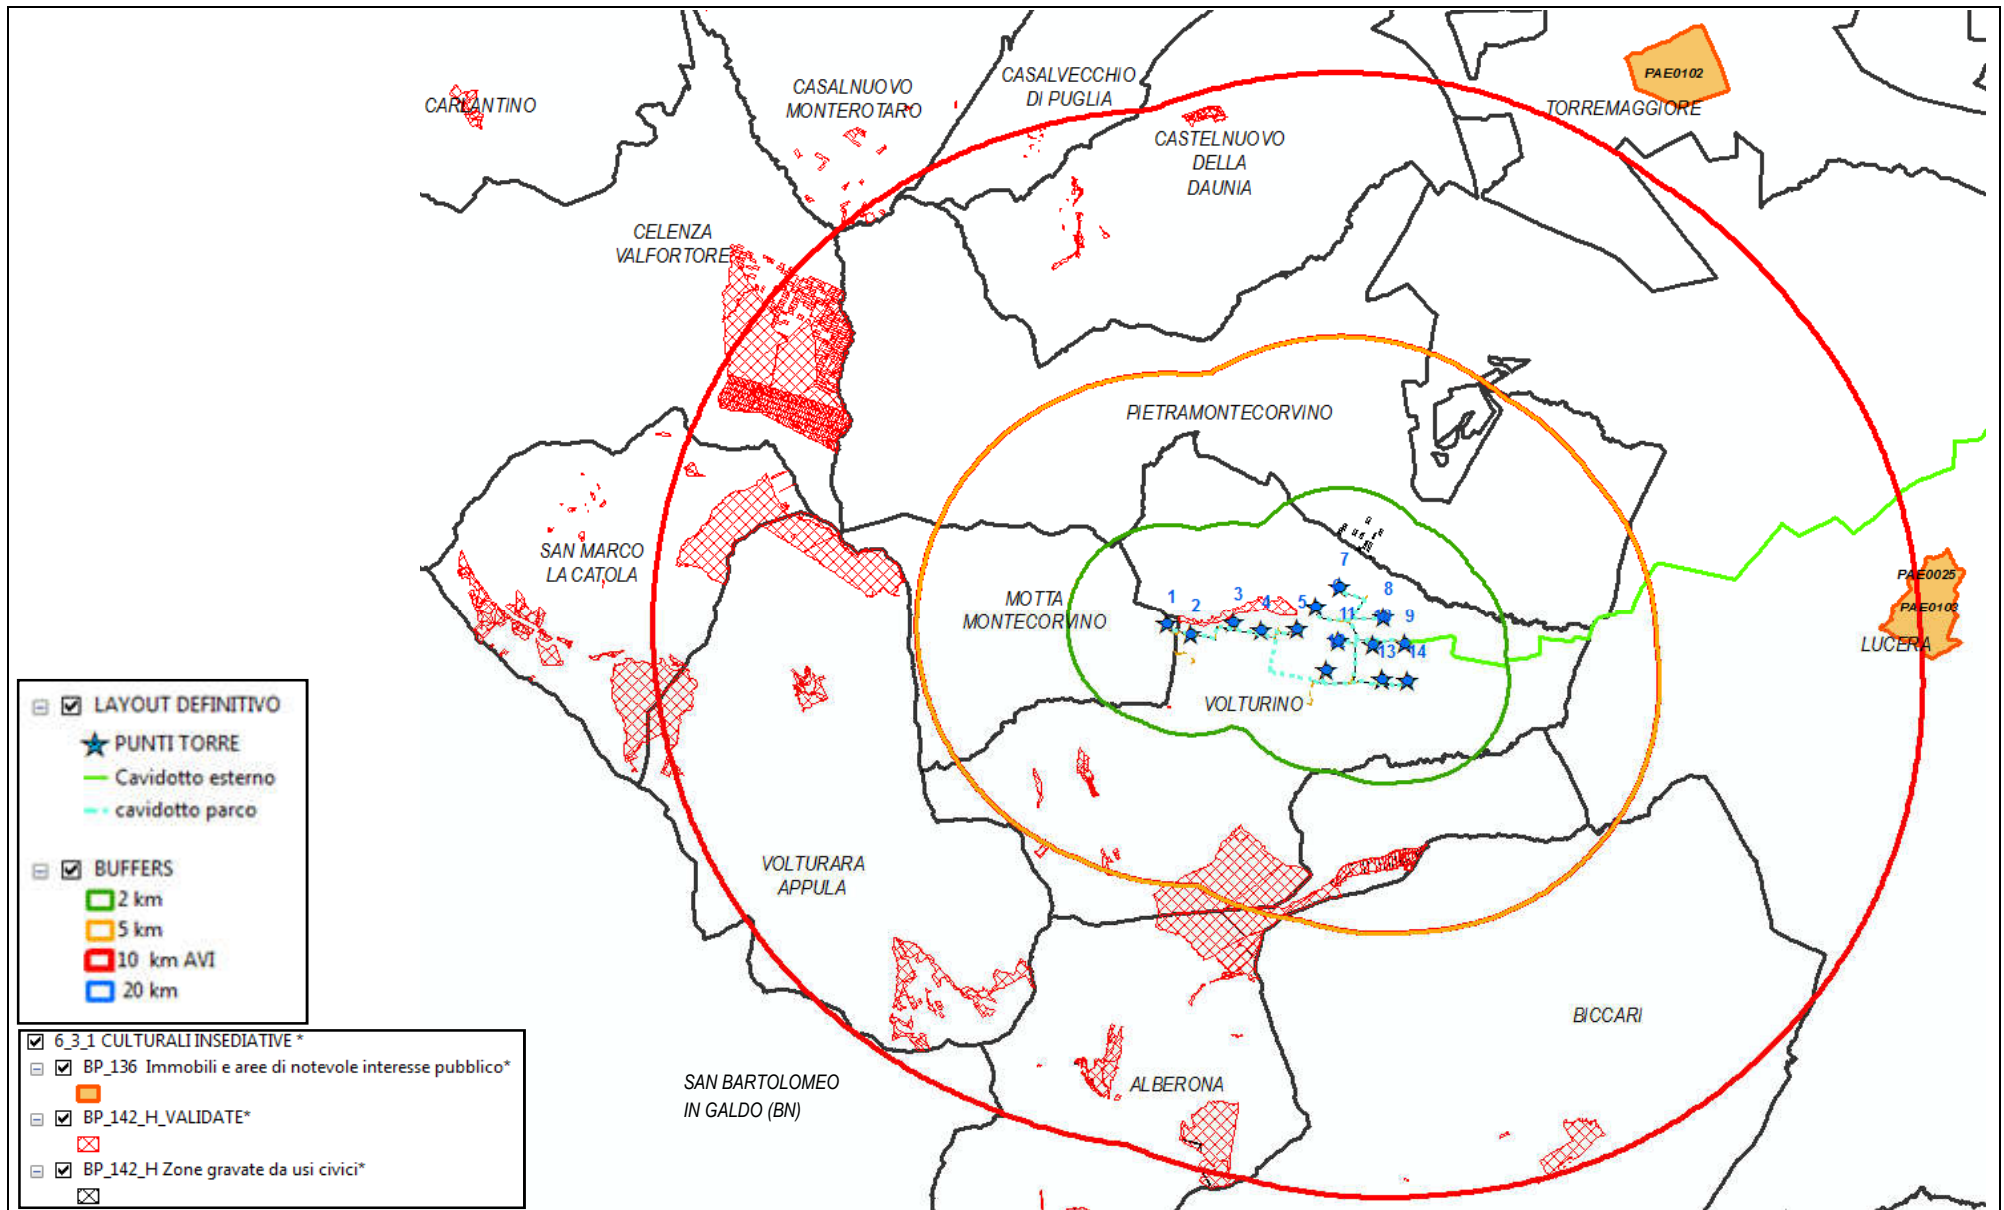 PAE0102
CASALVECCHIO
DI PUGLIA
CASALNUOVO
MONTEROTARO
CARLANTINO
TORREMAGGIORE
CASTELNUOVO
DELLA
DAUNIA
CELENZA
VALFORTORE
PIETRAMONTECORVINO
SAN MARCO
LA CATOLA
MOTTA
MONTECORVINO
PAE0025
PAE0103
LUCERA
7
8
1
2
3
4
5
11
9
13
14
VOLTURINO
VOLTURARA
APPULA
BICCARI
ALBERONA
SAN BARTOLOMEO
IN GALDO (BN)
LAYOUT DEFINITIVO
PUNTI TORRE
Cavidotto esterno
cavidotto parco
BUFFERS
2 km
5 km
10 km AVI
20 km
6_3_1 CULTURALI INSEDIATIVE *
BP_136 Immobili e aree di notevole interesse pubblico*
BP_142_H_VALIDATE*
BP_142_H Zone gravate da usi civici*